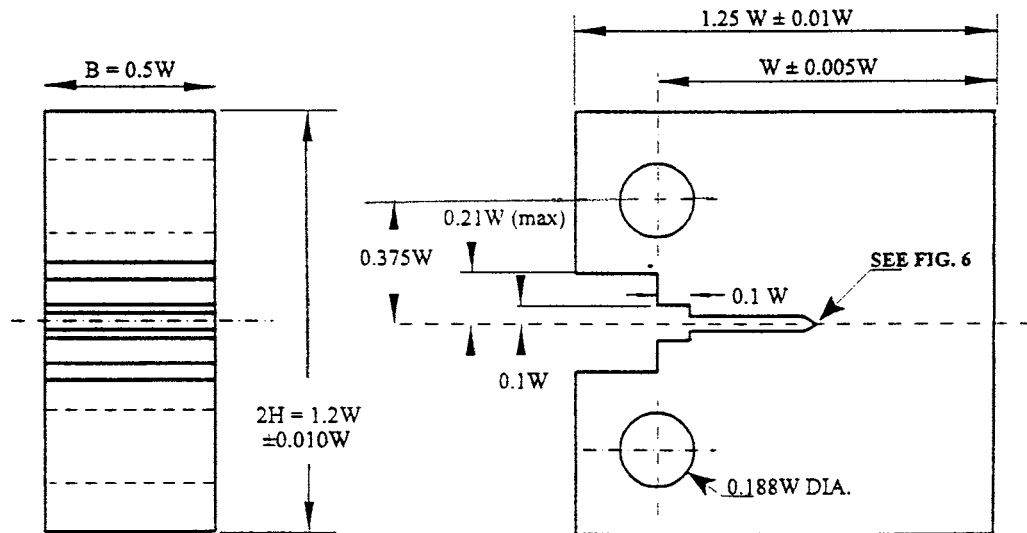 1.25 W ± 0.01W
B = 0.5W
W ± 0.005W
0.21W (max)
0.375W
SEE FIG. 6
0.1 W
0.1W
2H = 1.2W
±0.010W
0.188W DIA.